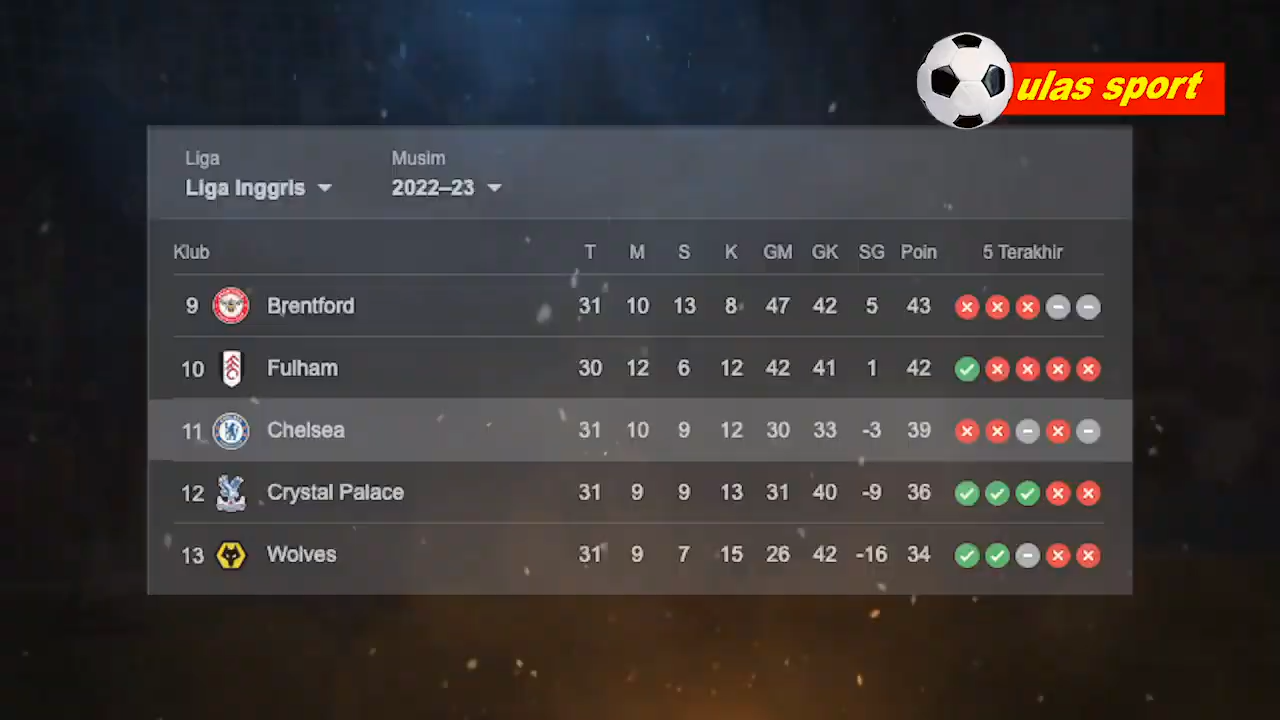 ulas sport
Liga Musim
Liga Inggris 2022–23
Klub T M S K GM GK SG Poin 5 Terakhir
9 Brentford 31 10 13 8 47 42 5 43
10 Fulham 30 12 6 12 42 41 1 42
11 Chelsea 31 10 9 12 30 33 -3 39
12 Crystal Palace 31 9 9 13 31 40 -9 36
13 Wolves 31 9 7 15 26 42 -16 34